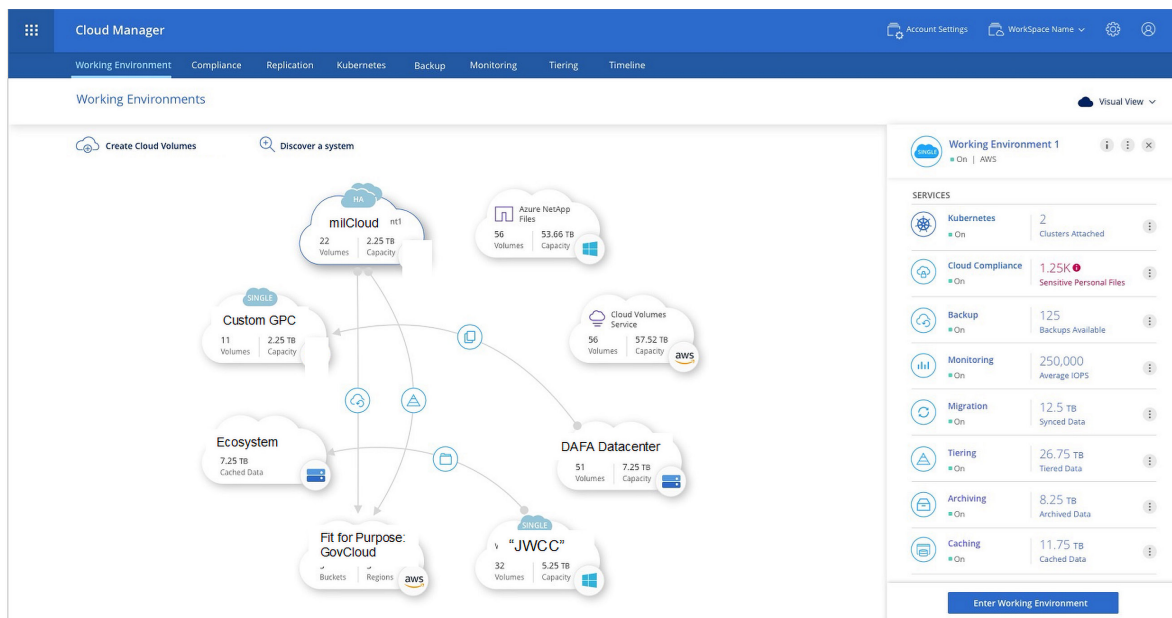 Cloud Manager
Account Settings
WorkSpace Name
Working Environment
Compliance
Replication
Kubernetes
Backup
Monitoring
Tiering
Timeline
Working Environments
Visual View
Create Cloud Volumes
Discover a system
HA
milCloud nt1
22
Volumes
2.25 TB
Capacity
Azure NetApp
Files
56
Volumes
53.66 TB
Capacity
SINGLE
Custom GPC
11
Volumes
2.25 TB
Capacity
Cloud Volumes
Service
56
Volumes
57.52 TB
Capacity
aws
Ecosystem
7.25 TB
Cached Data
DAFA Datacenter
51
Volumes
7.25 TB
Capacity
Fit for Purpose:
GovCloud
Buckets
Regions
aws
SINGLE
“JWCC”
32
Volumes
5.25 TB
Capacity
SINGLE
Working Environment 1
On | AWS
SERVICES
Kubernetes
On
2
Clusters Attached
Cloud Compliance
On
1.25K
Sensitive Personal Files
Backup
On
125
Backups Available
Monitoring
On
250,000
Average IOPS
Migration
On
12.5 TB
Synced Data
Tiering
On
26.75 TB
Tiered Data
Archiving
On
8.25 TB
Archived Data
Caching
On
11.75 TB
Cached Data
Enter Working Environment